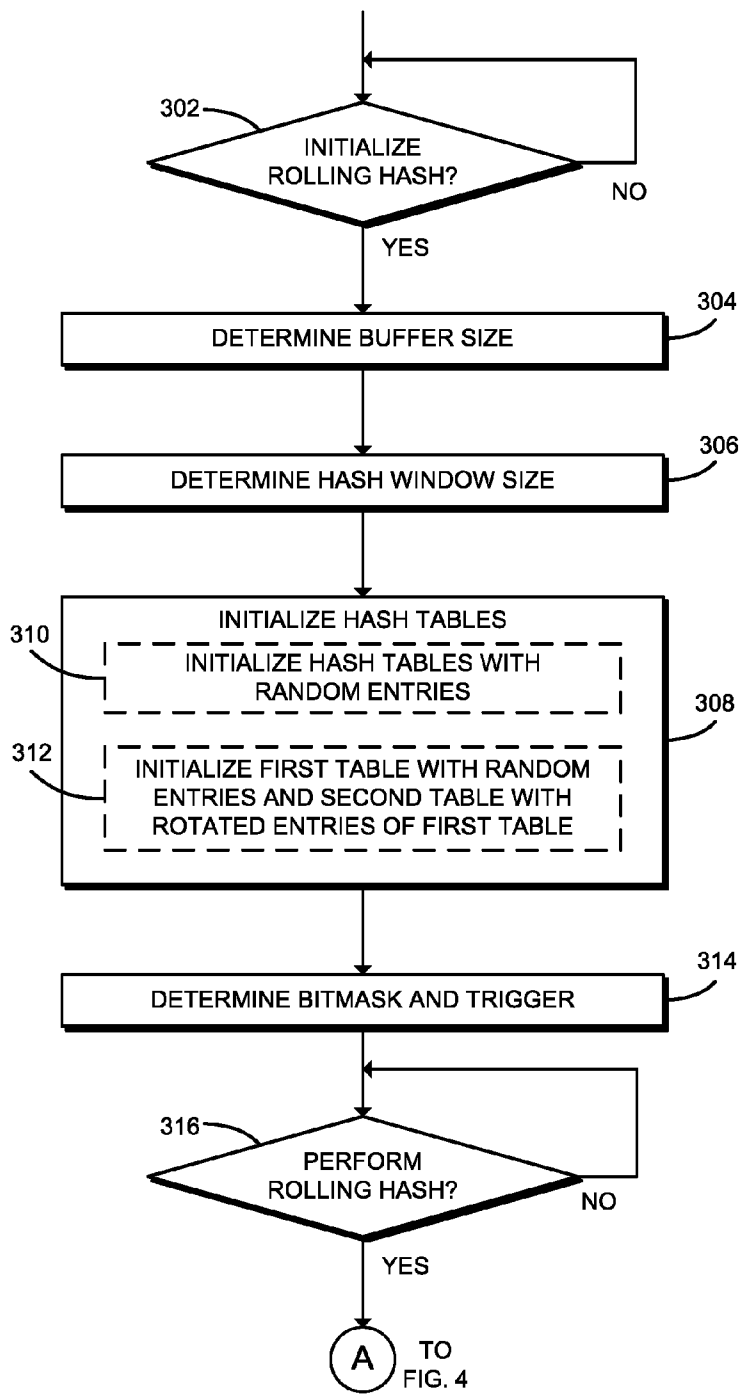 302
INITIALIZE
ROLLING HASH?
NO
YES
304
DETERMINE BUFFER SIZE
306
DETERMINE HASH WINDOW SIZE
INITIALIZE HASH TABLES
310
INITIALIZE HASH TABLES WITH
RANDOM ENTRIES
308
312
INITIALIZE FIRST TABLE WITH RANDOM
ENTRIES AND SECOND TABLE WITH
ROTATED ENTRIES OF FIRST TABLE
314
DETERMINE BITMASK AND TRIGGER
316
PERFORM
ROLLING HASH?
NO
YES
A
TO
FIG. 4